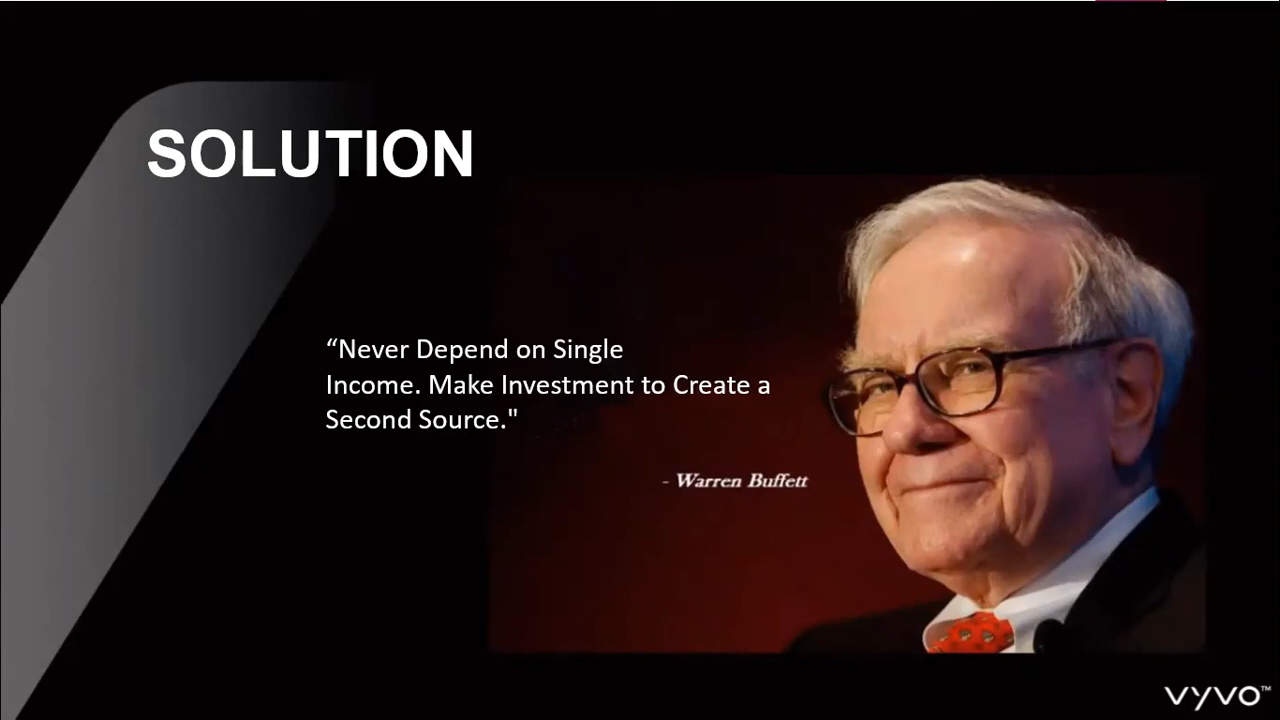 SOLUTION
“Never Depend on Single
Income. Make Investment to Create a
Second Source."
- Warren Buffett
VYVO™